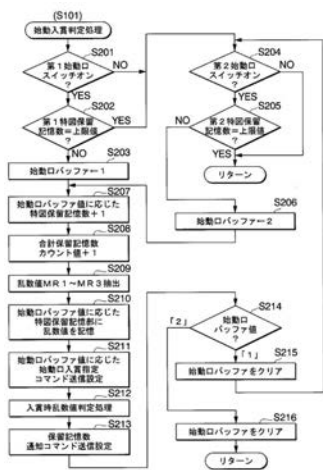 (S101)
始動入賞判定処理
S201
第1始動口
スイッチオン
?
NO
YES
S202
第1特図保留
記憶数=上限値
?
YES
NO
S203
始動口バッファ←1
S204
第2始動口
スイッチオン
?
NO
YES
S205
第2特図保留
記憶数=上限値
?
NO
YES
リターン
S206
始動口バッファ←2
S207
始動口バッファ値に応じた
特図保留記憶数+1
S208
合計保留記憶数
カウント値+1
S209
乱数値MR1~MR3抽出
S210
始動口バッファ値に応じた
特図保留記憶部に
乱数値を記憶
S211
始動口バッファ値に応じた
始動口入賞指定
コマンド送信設定
S212
入賞時乱数値判定処理
S213
保留記憶数
通知コマンド送信設定
S214
始動口
バッファ値
?
「2」
「1」
S215
始動口バッファをクリア
S216
始動口バッファをクリア
リターン